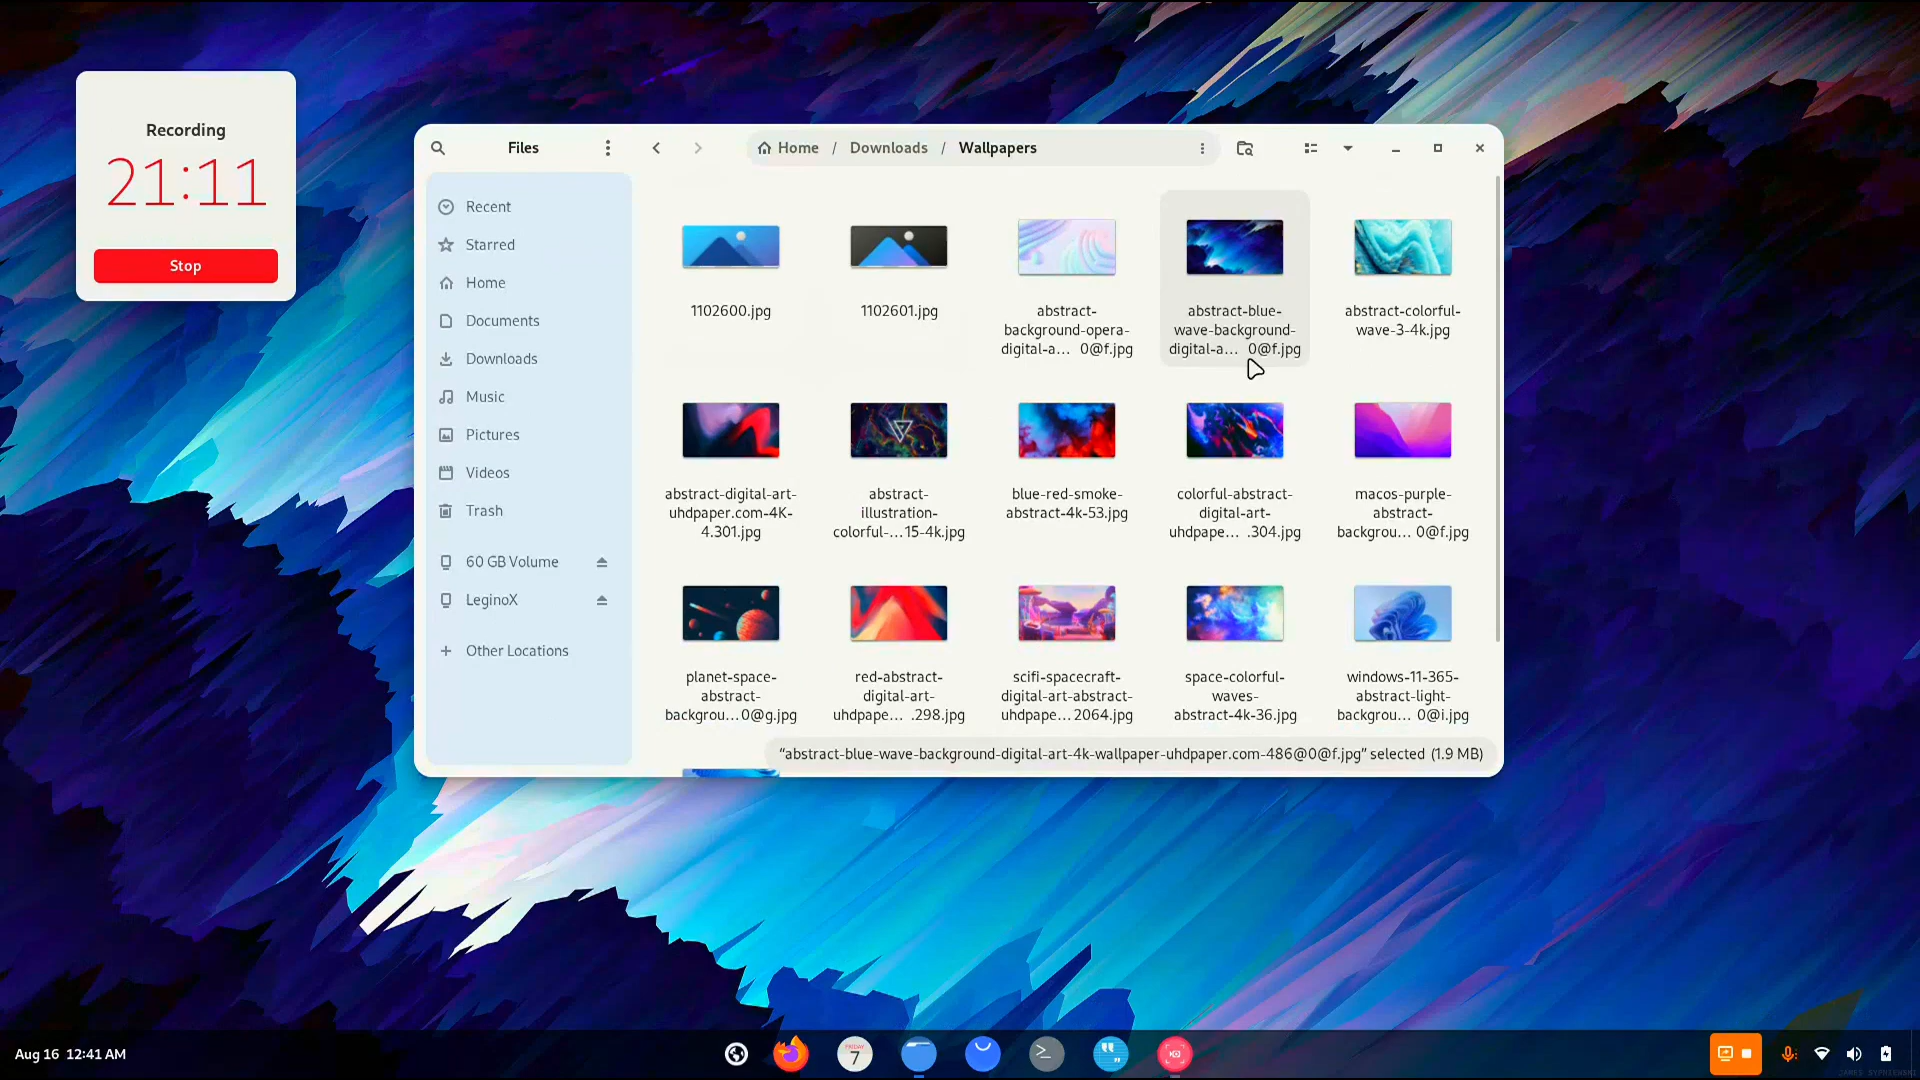 Recording
21:11
Stop
Files
Home / Downloads / Wallpapers
Recent
Starred
Home
Documents
Downloads
Music
Pictures
Videos
Trash
60 GB Volume
LeginoX
Other Locations
1102600.jpg
1102601.jpg
abstract-
background-opera-
digital-a… 0@f.jpg
abstract-blue-
wave-background-
digital-a… 0@f.jpg
abstract-colorful-
wave-3-4k.jpg
abstract-digital-art-
uhdpaper.com-4K-
4.301.jpg
abstract-
illustration-
colorful-…15-4k.jpg
blue-red-smoke-
abstract-4k-53.jpg
colorful-abstract-
digital-art-
uhdpape… .304.jpg
macos-purple-
abstract-
backgrou… 0@f.jpg
planet-space-
abstract-
backgrou…0@g.jpg
red-abstract-
digital-art-
uhdpape… .298.jpg
scifi-spacecraft-
digital-art-abstract-
uhdpape…2064.jpg
space-colorful-
waves-
abstract-4k-36.jpg
windows-11-365-
abstract-light-
backgrou… 0@i.jpg
“abstract-blue-wave-background-digital-art-4k-wallpaper-uhdpaper.com-486@0@f.jpg” selected (1.9 MB)
Aug 16 12:41 AM
FRIDAY
7